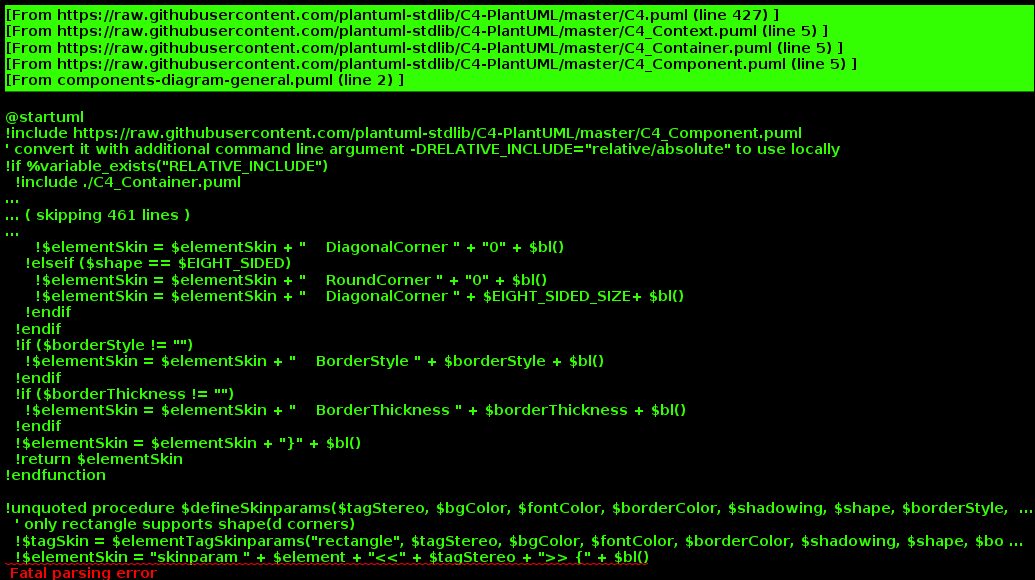 [From https://raw.githubusercontent.com/plantuml-stdlib/C4-PlantUML/master/C4.puml (line 427) ]
[From https://raw.githubusercontent.com/plantuml-stdlib/C4-PlantUML/master/C4_Context.puml (line 5) ]
[From https://raw.githubusercontent.com/plantuml-stdlib/C4-PlantUML/master/C4_Container.puml (line 5) ]
[From https://raw.githubusercontent.com/plantuml-stdlib/C4-PlantUML/master/C4_Component.puml (line 5) ]
[From components-diagram-general.puml (line 2) ]

@startuml
!include https://raw.githubusercontent.com/plantuml-stdlib/C4-PlantUML/master/C4_Component.puml
' convert it with additional command line argument -DRELATIVE_INCLUDE="relative/absolute" to use locally
!if %variable_exists("RELATIVE_INCLUDE")
  !include ./C4_Container.puml
...
... ( skipping 461 lines )
...
      !$elementSkin = $elementSkin + "    DiagonalCorner " + "0" + $bl()
    !elseif ($shape == $EIGHT_SIDED)
      !$elementSkin = $elementSkin + "    RoundCorner " + "0" + $bl()
      !$elementSkin = $elementSkin + "    DiagonalCorner " + $EIGHT_SIDED_SIZE+ $bl()
    !endif
  !endif
  !if ($borderStyle != "")
    !$elementSkin = $elementSkin + "    BorderStyle " + $borderStyle + $bl()
  !endif
  !if ($borderThickness != "")
    !$elementSkin = $elementSkin + "    BorderThickness " + $borderThickness + $bl()
  !endif
  !$elementSkin = $elementSkin + "}" + $bl()
  !return $elementSkin
!endfunction

!unquoted procedure $defineSkinparams($tagStereo, $bgColor, $fontColor, $borderColor, $shadowing, $shape, $borderStyle,  ...
  ' only rectangle supports shape(d corners)
  !$tagSkin = $elementTagSkinparams("rectangle", $tagStereo, $bgColor, $fontColor, $borderColor, $shadowing, $shape, $bo ...
  !$elementSkin = "skinparam " + $element + "<<" + $tagStereo + ">> {" + $bl()
Fatal parsing error